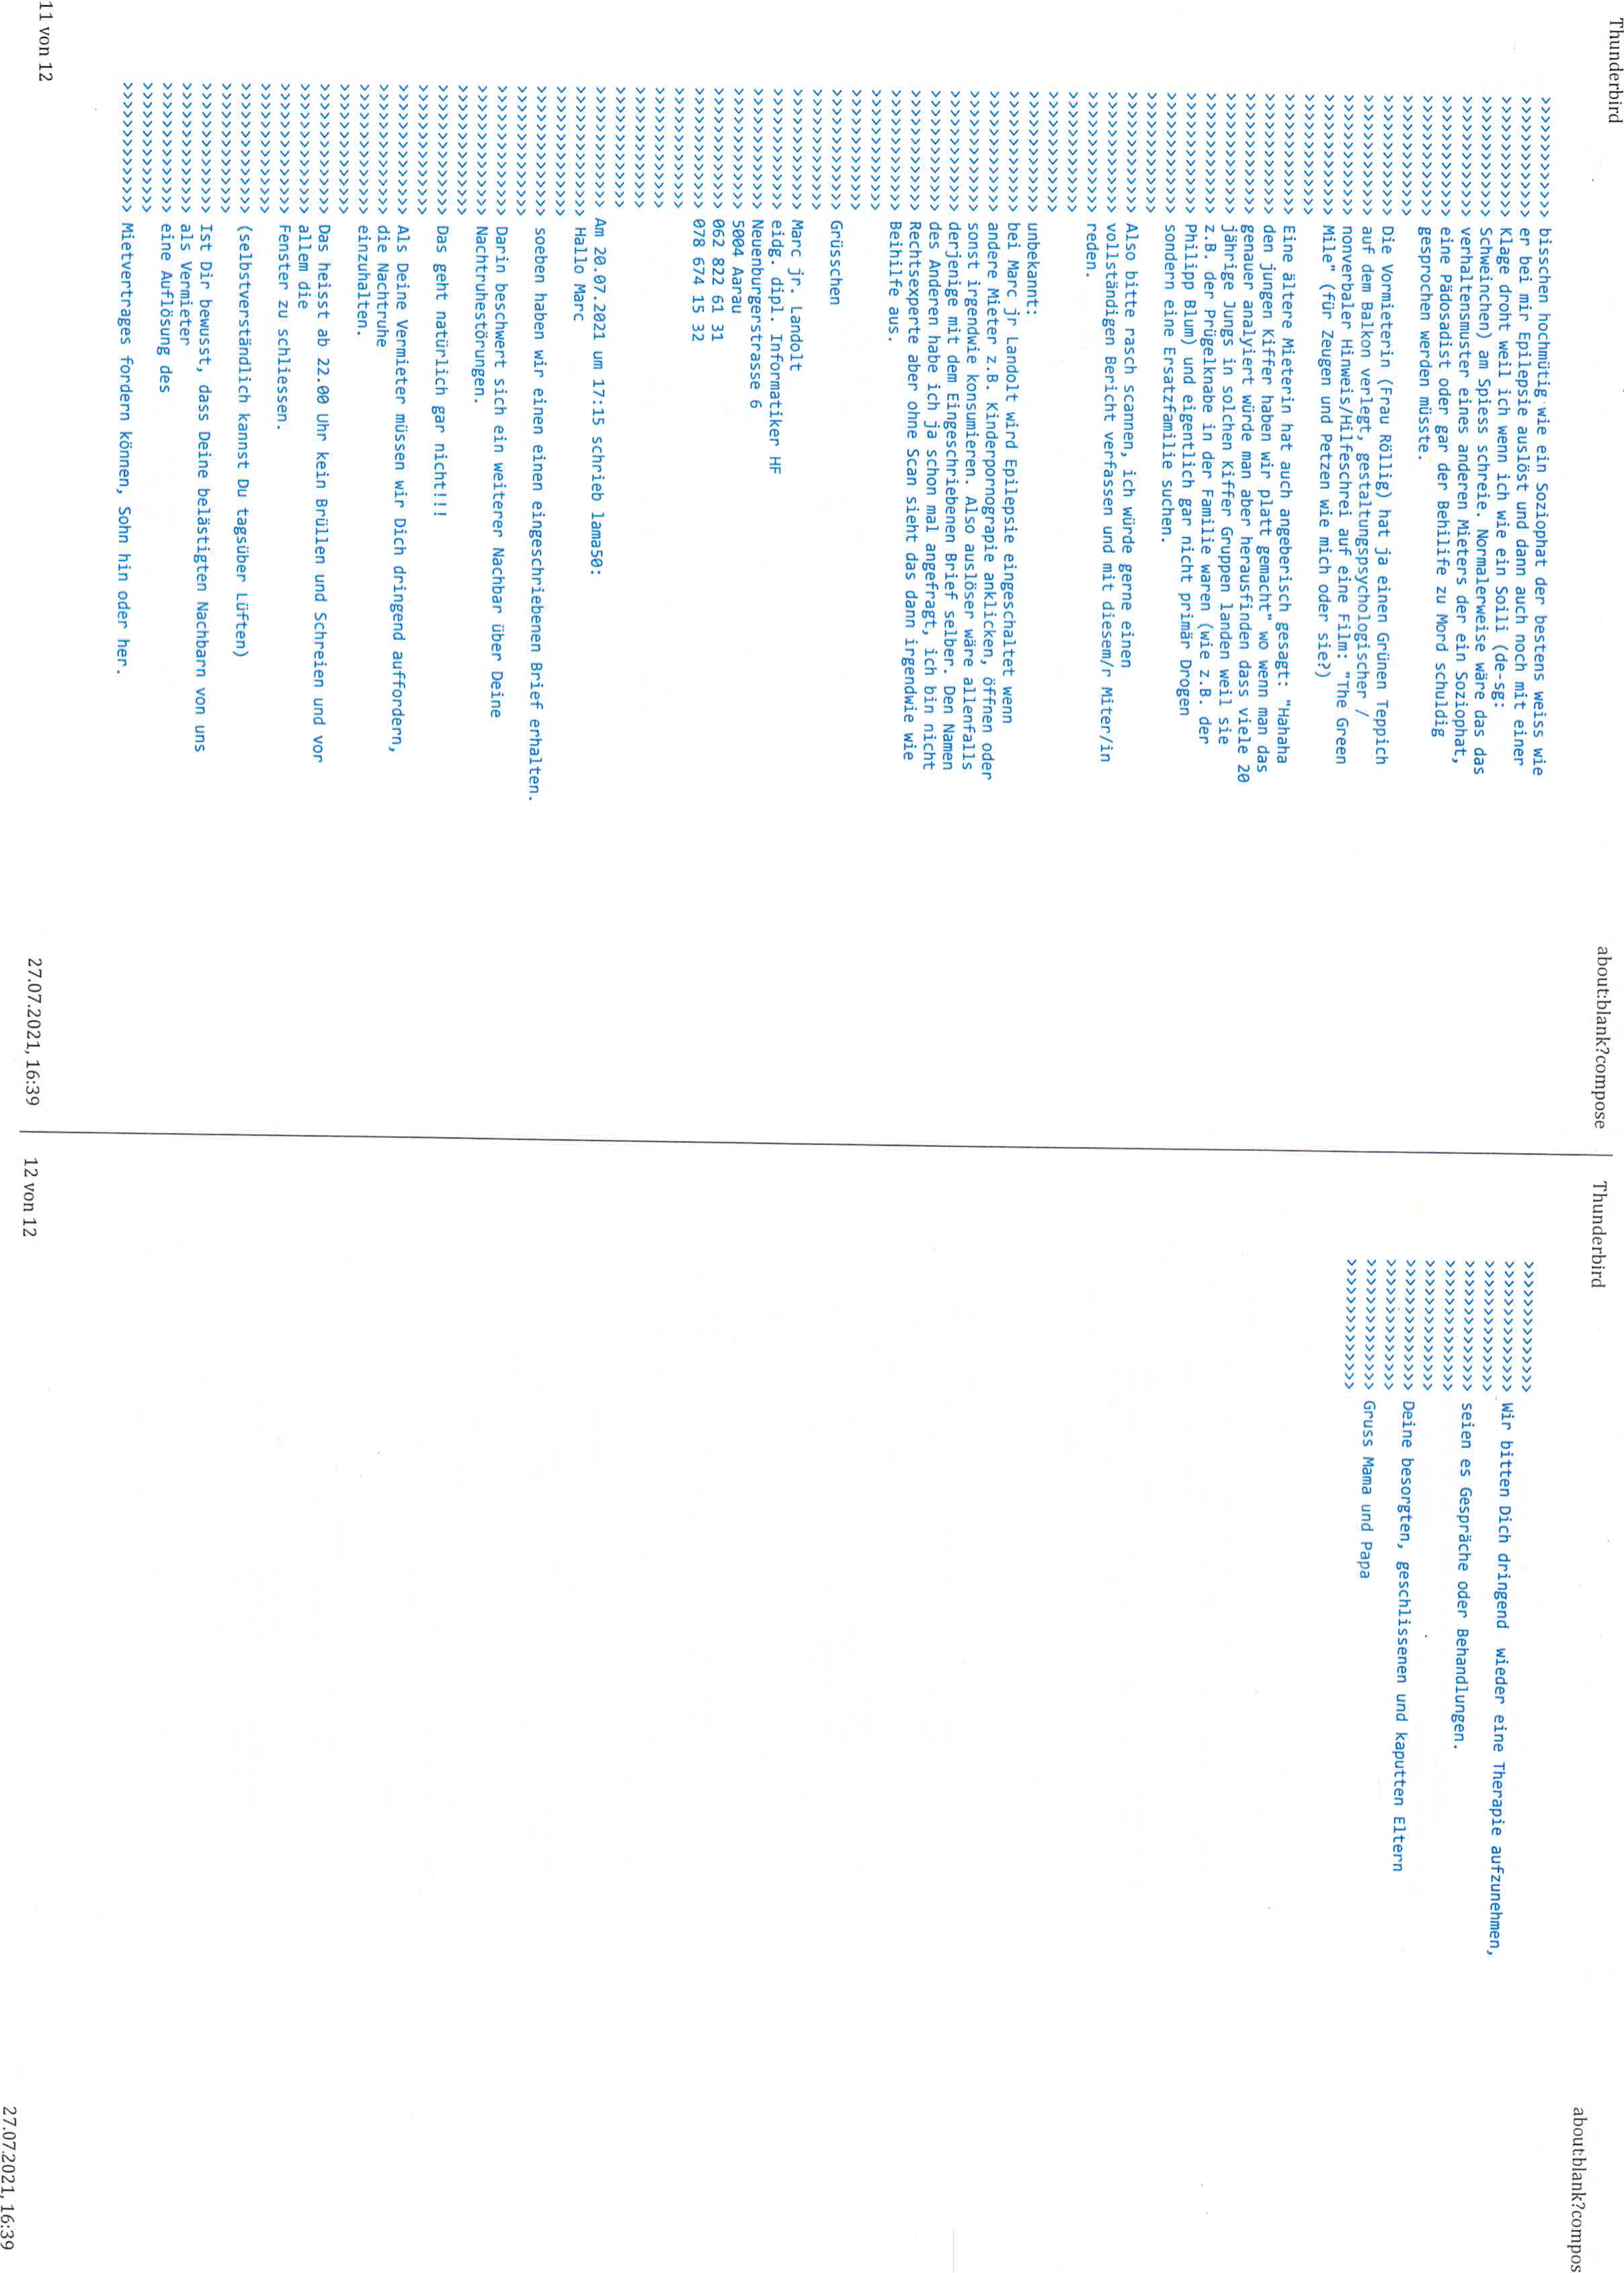 Thunderbird
about:blank?compose
>>>>>>>>>>>>> bisschen hochmütig wie ein Soziophat der bestens weiss wie
>>>>>>>>>>>>> er bei mir Epilepsie auslöst und dann auch noch mit einer
>>>>>>>>>>>>> Klage droht weil ich wenn ich wie ein Soili (de-sg:
>>>>>>>>>>>>> Schweinchen) am Spiess schreie. Normalerweise wäre das das
>>>>>>>>>>>>> verhaltensmuster eines anderen Mieters der ein Soziophat,
>>>>>>>>>>>>> eine Pädosadist oder gar der Behilife zu Mord schuldig
>>>>>>>>>>>>> gesprochen werden müsste.
>>>>>>>>>>>>>
>>>>>>>>>>>>> Die Vormieterin (Frau Röllig) hat ja einen Grünen Teppich
>>>>>>>>>>>>> auf dem Balkon verlegt, gestaltungspsychologischer /
>>>>>>>>>>>>> nonverbaler Hinweis/Hilfeschrei auf eine Film: "The Green
>>>>>>>>>>>>> Mile" (für Zeugen und Petzen wie mich oder sie?)
>>>>>>>>>>>>>
>>>>>>>>>>>>> Eine ältere Mieterin hat auch angeberisch gesagt: "Hahaha
>>>>>>>>>>>>> den jungen Kiffer haben wir platt gemacht" wo wenn man das
>>>>>>>>>>>>> genauer analyiert würde man aber herausfinden dass viele 20
>>>>>>>>>>>>> jährige Jungs in solchen Kiffer Gruppen landen weil sie
>>>>>>>>>>>>> z.B. der Prügelknabe in der Familie waren (wie z.B. der
>>>>>>>>>>>>> Philipp Blum) und eigentlich gar nicht primär Drogen
>>>>>>>>>>>>> sondern eine Ersatzfamilie suchen.
>>>>>>>>>>>>>
>>>>>>>>>>>>> Also bitte rasch scannen, ich würde gerne einen
>>>>>>>>>>>>> vollständigen Bericht verfassen und mit diesem/r Miter/in
>>>>>>>>>>>>> reden.
>>>>>>>>>>>>>
>>>>>>>>>>>>>
>>>>>>>>>>>>> unbekannt:
>>>>>>>>>>>>> bei Marc jr Landolt wird Epilepsie eingeschaltet wenn
>>>>>>>>>>>>> andere Mieter z.B. Kinderpornograpie anklicken, öffnen oder
>>>>>>>>>>>>> sonst irgendwie konsumieren. Also auslöser wäre allenfalls
>>>>>>>>>>>>> derjenige mit dem Eingeschriebenen Brief selber. Den Namen
>>>>>>>>>>>>> des Anderen habe ich ja schon mal angefragt, ich bin nicht
>>>>>>>>>>>>> Rechtsexperte aber ohne Scan sieht das dann irgendwie wie
>>>>>>>>>>>>> Beihilfe aus.
>>>>>>>>>>>>>
>>>>>>>>>>>>>
>>>>>>>>>>>>> Grüsschen
>>>>>>>>>>>>>
>>>>>>>>>>>>> Marc jr. Landolt
>>>>>>>>>>>>> eidg. dipl. Informatiker HF
>>>>>>>>>>>>> Neuenburgerstrasse 6
>>>>>>>>>>>>> 5004 Aarau
>>>>>>>>>>>>> 062 822 61 31
>>>>>>>>>>>>> 078 674 15 32
>>>>>>>>>>>>>
>>>>>>>>>>>>>
>>>>>>>>>>>>>
>>>>>>>>>>>>>
>>>>>>>>>>>>> Am 20.07.2021 um 17:15 schrieb lama50:
>>>>>>>>>>>>>> Hallo Marc
>>>>>>>>>>>>>>
>>>>>>>>>>>>>> soeben haben wir einen einen eingeschriebenen Brief erhalten.
>>>>>>>>>>>>>>
>>>>>>>>>>>>>> Darin beschwert sich ein weiterer Nachbar über Deine
>>>>>>>>>>>>>> Nachtruhestörungen.
>>>>>>>>>>>>>>
>>>>>>>>>>>>>> Das geht natürlich gar nicht!!!
>>>>>>>>>>>>>>
>>>>>>>>>>>>>> Als Deine Vermieter müssen wir Dich dringend auffordern,
>>>>>>>>>>>>>> die Nachtruhe
>>>>>>>>>>>>>> einzuhalten.
>>>>>>>>>>>>>>
>>>>>>>>>>>>>> Das heisst ab 22.00 Uhr kein Brüllen und Schreien und vor
>>>>>>>>>>>>>> allem die
>>>>>>>>>>>>>> Fenster zu schliessen.
>>>>>>>>>>>>>>
>>>>>>>>>>>>>> (selbstverständlich kannst Du tagsüber Lüften)
>>>>>>>>>>>>>>
>>>>>>>>>>>>>> Ist Dir bewusst, dass Deine belästigten Nachbarn von uns
>>>>>>>>>>>>>> als Vermieter
>>>>>>>>>>>>>> eine Auflösung des
>>>>>>>>>>>>>>
>>>>>>>>>>>>>> Mietvertrages fordern können, Sohn hin oder her.
11 von 12
27.07.2021, 16:39
Thunderbird
about:blank?compos
>>>>>>>>>>>>>>
>>>>>>>>>>>>>> Wir bitten Dich dringend wieder eine Therapie aufzunehmen,
>>>>>>>>>>>>>>
>>>>>>>>>>>>>> seien es Gespräche oder Behandlungen.
>>>>>>>>>>>>>>
>>>>>>>>>>>>>>
>>>>>>>>>>>>>> Deine besorgten, geschlissenen und kaputten Eltern
>>>>>>>>>>>>>>
>>>>>>>>>>>>>> Gruss Mama und Papa
>>>>>>>>>>>>>>
12 von 12
27.07.2021, 16:39